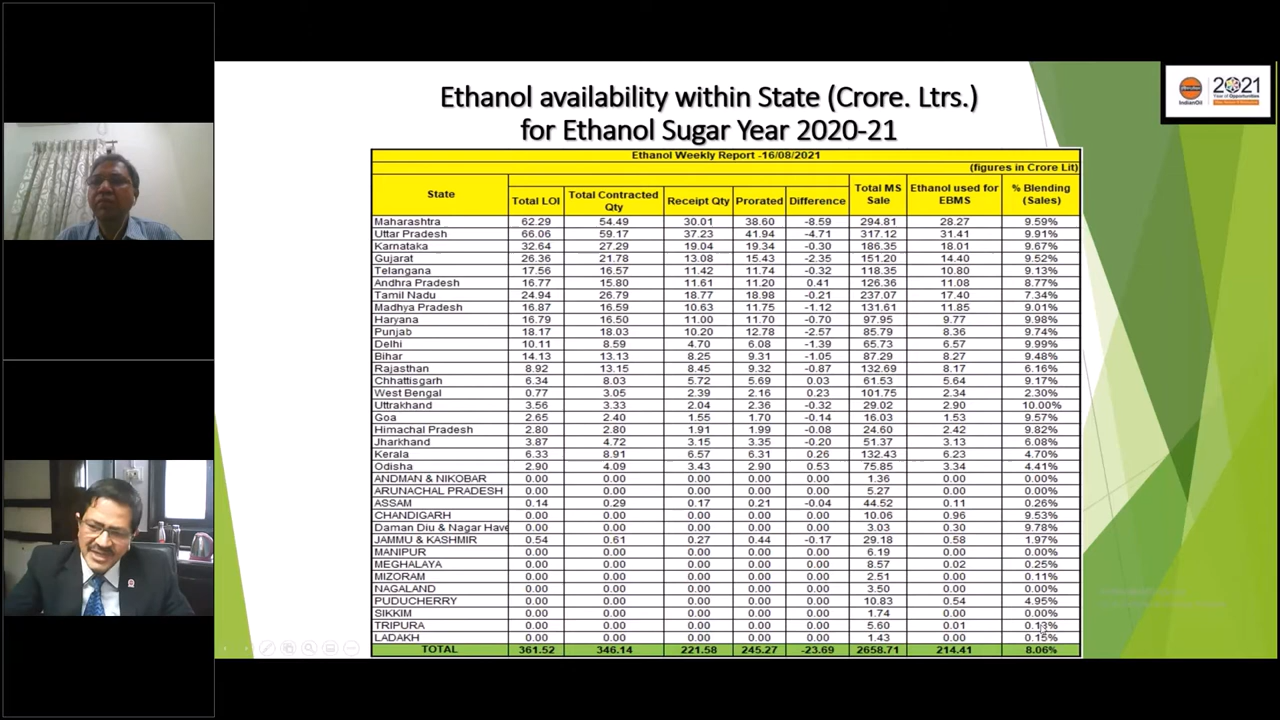 Ethanol availability within State (Crore. Ltrs.)
for Ethanol Sugar Year 2020-21
IndianOil
2021
Year of Opportunities
Ethanol Weekly Report -16/08/2021
(figures in Crore Lit)
State Total LOI Total Contracted Qty Receipt Qty Prorated Difference Total MS Sale Ethanol used for EBMS % Blending (Sales)
Maharashtra 62.29 54.49 30.01 38.60 -8.59 294.81 28.27 9.59%
Uttar Pradesh 66.06 59.17 37.23 41.94 -4.71 317.12 31.41 9.91%
Karnataka 32.64 27.29 19.04 19.34 -0.30 186.35 18.01 9.67%
Gujarat 26.36 21.78 13.08 15.43 -2.35 151.20 14.40 9.52%
Telangana 17.56 16.57 11.42 11.74 -0.32 118.35 10.80 9.13%
Andhra Pradesh 16.77 15.80 11.61 11.20 0.41 126.36 11.08 8.77%
Tamil Nadu 24.94 26.79 18.77 18.98 -0.21 237.07 17.40 7.34%
Madhya Pradesh 16.87 16.59 10.63 11.75 -1.12 131.61 11.85 9.01%
Haryana 16.79 16.50 11.00 11.70 -0.70 97.95 9.77 9.98%
Punjab 18.17 18.03 10.20 12.78 -2.57 85.79 8.36 9.74%
Delhi 10.11 8.59 4.70 6.08 -1.39 65.73 6.57 9.99%
Bihar 14.13 13.13 8.25 9.31 -1.05 87.29 8.27 9.48%
Rajasthan 8.92 13.15 8.45 9.32 -0.87 132.69 8.17 6.16%
Chhattisgarh 6.34 8.03 5.72 5.69 0.03 61.53 5.64 9.17%
West Bengal 0.77 3.05 2.39 2.16 0.23 101.75 2.34 2.30%
Uttrakhand 3.56 3.33 2.04 2.36 -0.32 29.02 2.90 10.00%
Goa 2.65 2.40 1.55 1.70 -0.14 16.03 1.53 9.57%
Himachal Pradesh 2.80 2.80 1.91 1.99 -0.08 24.60 2.42 9.82%
Jharkhand 3.87 4.72 3.15 3.35 -0.20 51.37 3.13 6.08%
Kerala 6.33 8.91 6.57 6.31 0.26 132.43 6.23 4.70%
Odisha 2.90 4.09 3.43 2.90 0.53 75.85 3.34 4.41%
ANDMAN & NIKOBAR 0.00 0.00 0.00 0.00 0.00 1.36 0.00 0.00%
ARUNACHAL PRADESH 0.00 0.00 0.00 0.00 0.00 5.27 0.00 0.00%
ASSAM 0.14 0.29 0.17 0.21 -0.04 44.52 0.11 0.26%
CHANDIGARH 0.00 0.00 0.00 0.00 0.00 10.06 0.96 9.53%
Daman Diu & Nagar Have 0.00 0.00 0.00 0.00 0.00 3.03 0.30 9.78%
JAMMU & KASHMIR 0.54 0.61 0.27 0.44 -0.17 29.18 0.58 1.97%
MANIPUR 0.00 0.00 0.00 0.00 0.00 6.19 0.00 0.00%
MEGHALAYA 0.00 0.00 0.00 0.00 0.00 8.57 0.02 0.25%
MIZORAM 0.00 0.00 0.00 0.00 0.00 2.51 0.00 0.11%
NAGALAND 0.00 0.00 0.00 0.00 0.00 3.50 0.00 0.00%
PUDUCHERRY 0.00 0.00 0.00 0.00 0.00 10.83 0.54 4.95%
SIKKIM 0.00 0.00 0.00 0.00 0.00 1.74 0.00 0.00%
TRIPURA 0.00 0.00 0.00 0.00 0.00 5.60 0.01 0.13%
LADAKH 0.00 0.00 0.00 0.00 0.00 1.43 0.00 0.15%
TOTAL 361.52 346.14 221.58 245.27 -23.69 2658.71 214.41 8.06%